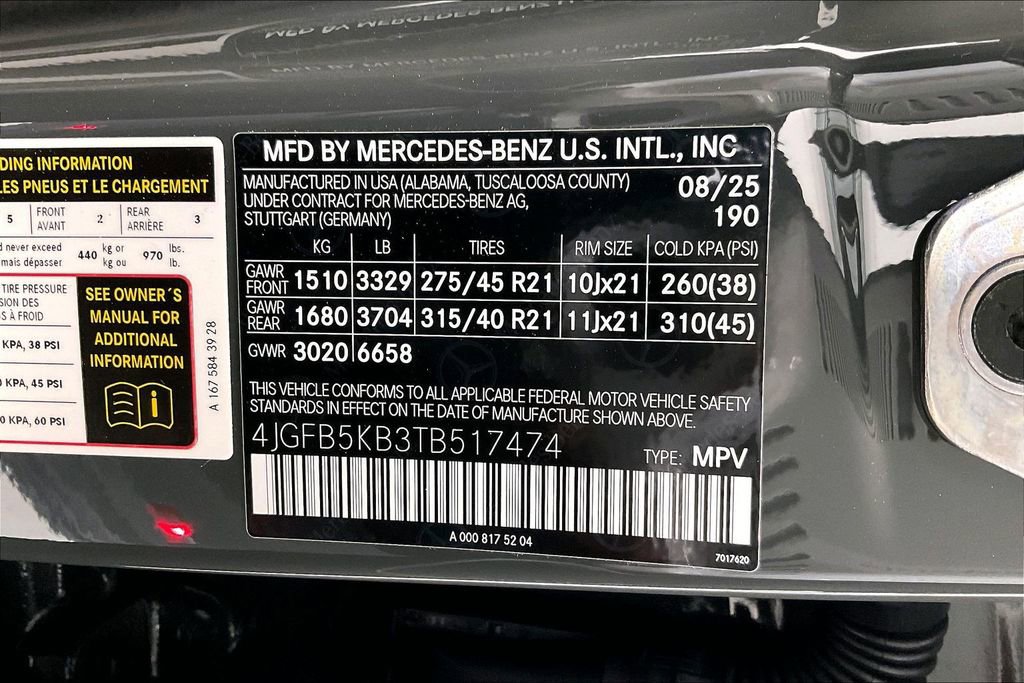 DING INFORMATION
LES PNEUS ET LE CHARGEMENT
5 FRONT AVANT 2 REAR ARRIÈRE 3
d never exceed 440 kg or 970 lbs.
mais dépasser kg ou lb.
TIRE PRESSURE
SION DES
S À FROID
KPA, 38 PSI
0 KPA, 45 PSI
0 KPA, 60 PSI
SEE OWNER´S
MANUAL FOR
ADDITIONAL
INFORMATION
A 167 584 39 28
MFD BY MERCEDES-BENZ U.S. INTL., INC
MANUFACTURED IN USA (ALABAMA, TUSCALOOSA COUNTY) 08/25
UNDER CONTRACT FOR MERCEDES-BENZ AG,
STUTTGART (GERMANY) 190
KG LB TIRES RIM SIZE COLD KPA (PSI)
GAWR FRONT 1510 3329 275/45 R21 10Jx21 260(38)
GAWR REAR 1680 3704 315/40 R21 11Jx21 310(45)
GVWR 3020 6658
THIS VEHICLE CONFORMS TO ALL APPLICABLE FEDERAL MOTOR VEHICLE SAFETY
STANDARDS IN EFFECT ON THE DATE OF MANUFACTURE SHOWN ABOVE.
4JGFB5KB3TB517474 TYPE: MPV
A 000 817 52 04
7017620